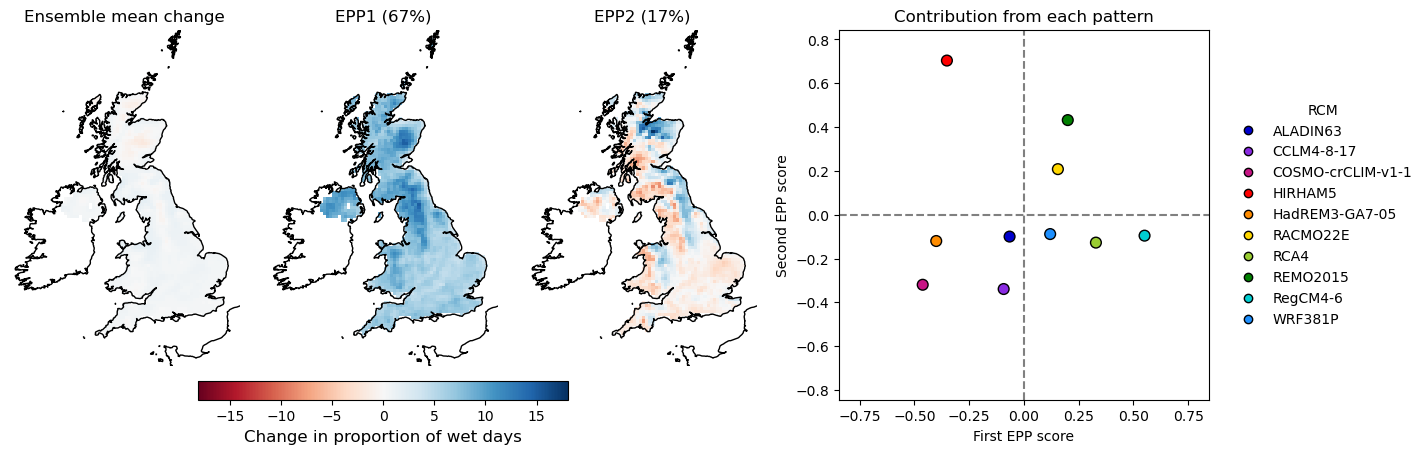 Ensemble mean change
EPP1 (67%)
EPP2 (17%)
Contribution from each pattern
0.8
0.6
0.4
0.2
0.0
−0.2
−0.4
−0.6
−0.8
Second EPP score
−0.75
−0.50
−0.25
0.00
0.25
0.50
0.75
First EPP score
RCM
ALADIN63
CCLM4-8-17
COSMO-crCLIM-v1-1
HIRHAM5
HadREM3-GA7-05
RACMO22E
RCA4
REMO2015
RegCM4-6
WRF381P
−15
−10
−5
0
5
10
15
Change in proportion of wet days